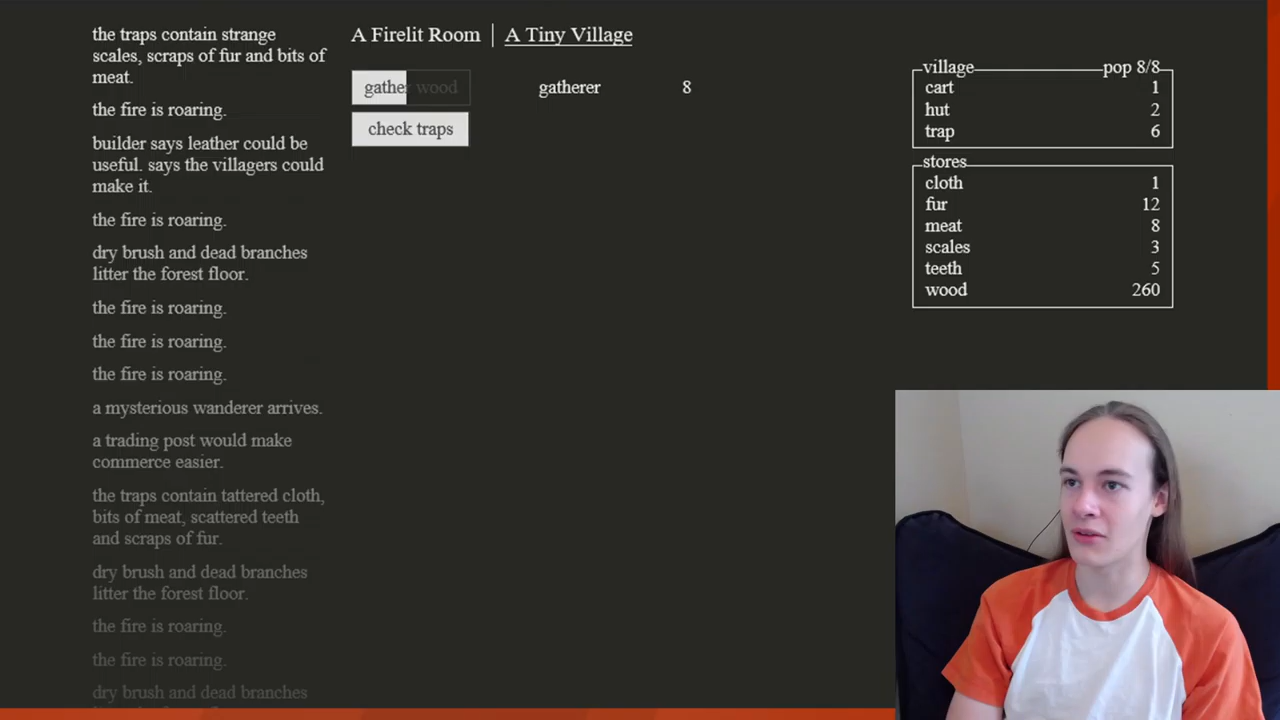 the traps contain strange
scales, scraps of fur and bits of
meat.
the fire is roaring.
builder says leather could be
useful. says the villagers could
make it.
the fire is roaring.
dry brush and dead branches
litter the forest floor.
the fire is roaring.
the fire is roaring.
the fire is roaring.
a mysterious wanderer arrives.
a trading post would make
commerce easier.
the traps contain tattered cloth,
bits of meat, scattered teeth
and scraps of fur.
dry brush and dead branches
litter the forest floor.
the fire is roaring.
the fire is roaring.
dry brush and dead branches
A Firelit Room | A Tiny Village
gather wood
check traps
gatherer 8
village pop 8/8
cart 1
hut 2
trap 6
stores
cloth 1
fur 12
meat 8
scales 3
teeth 5
wood 260